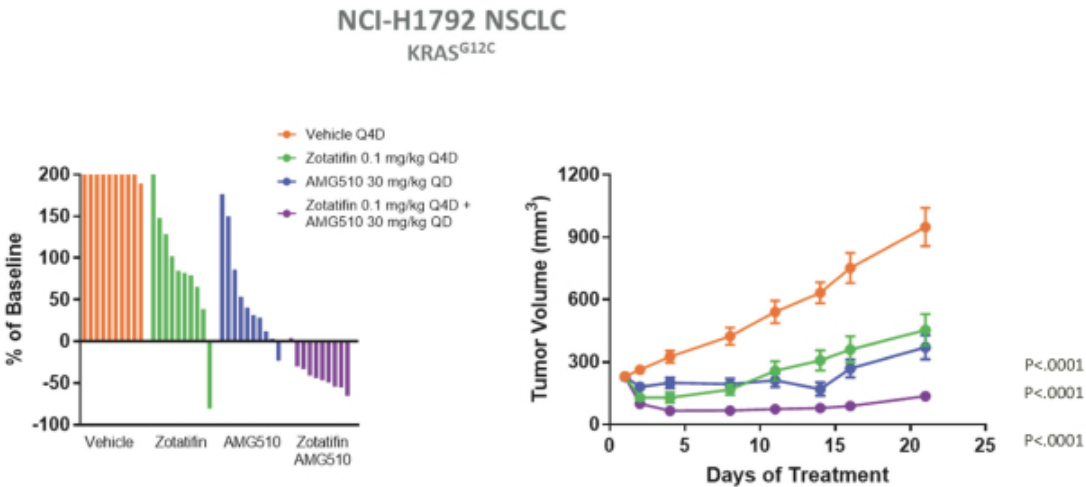 NCI-H1792 NSCLC
KRASG12C
Vehicle Q4D
Zotatifin 0.1 mg/kg Q4D
AMG510 30 mg/kg QD
Zotatifin 0.1 mg/kg Q4D +
AMG510 30 mg/kg QD
% of Baseline
200
150
100
50
0
-50
-100
Vehicle
Zotatifin
AMG510
Zotatifin
AMG510
Tumor Volume (mm3)
1200
900
600
300
0
0
5
10
15
20
25
Days of Treatment
P<.0001
P<.0001
P<.0001